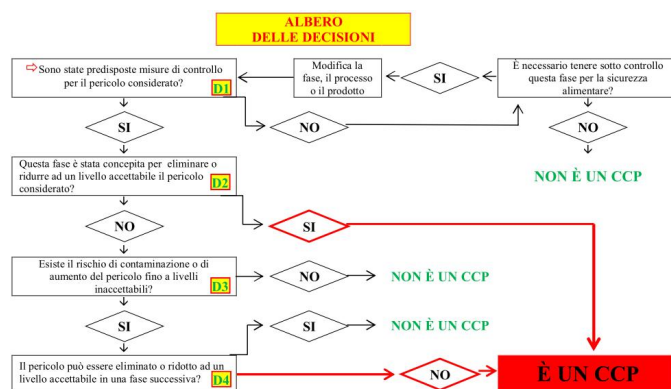 ALBERO
DELLE DECISIONI
⇨Sono state predisposte misure di controllo
per il pericolo considerato?
D1
Modifica la
fase, il processo
o il prodotto
SI
È necessario tenere sotto controllo
questa fase per la sicurezza
alimentare?
SI
NO
NO
Questa fase è stata concepita per eliminare o
ridurre ad un livello accettabile il pericolo
considerato?
D2
NON È UN CCP
NO
SI
Esiste il rischio di contaminazione o di
aumento del pericolo fino a livelli
inaccettabili?
D3
NO
NON È UN CCP
SI
SI
NON È UN CCP
Il pericolo può essere eliminato o ridotto ad un
livello accettabile in una fase successiva?
D4
NO
È UN CCP